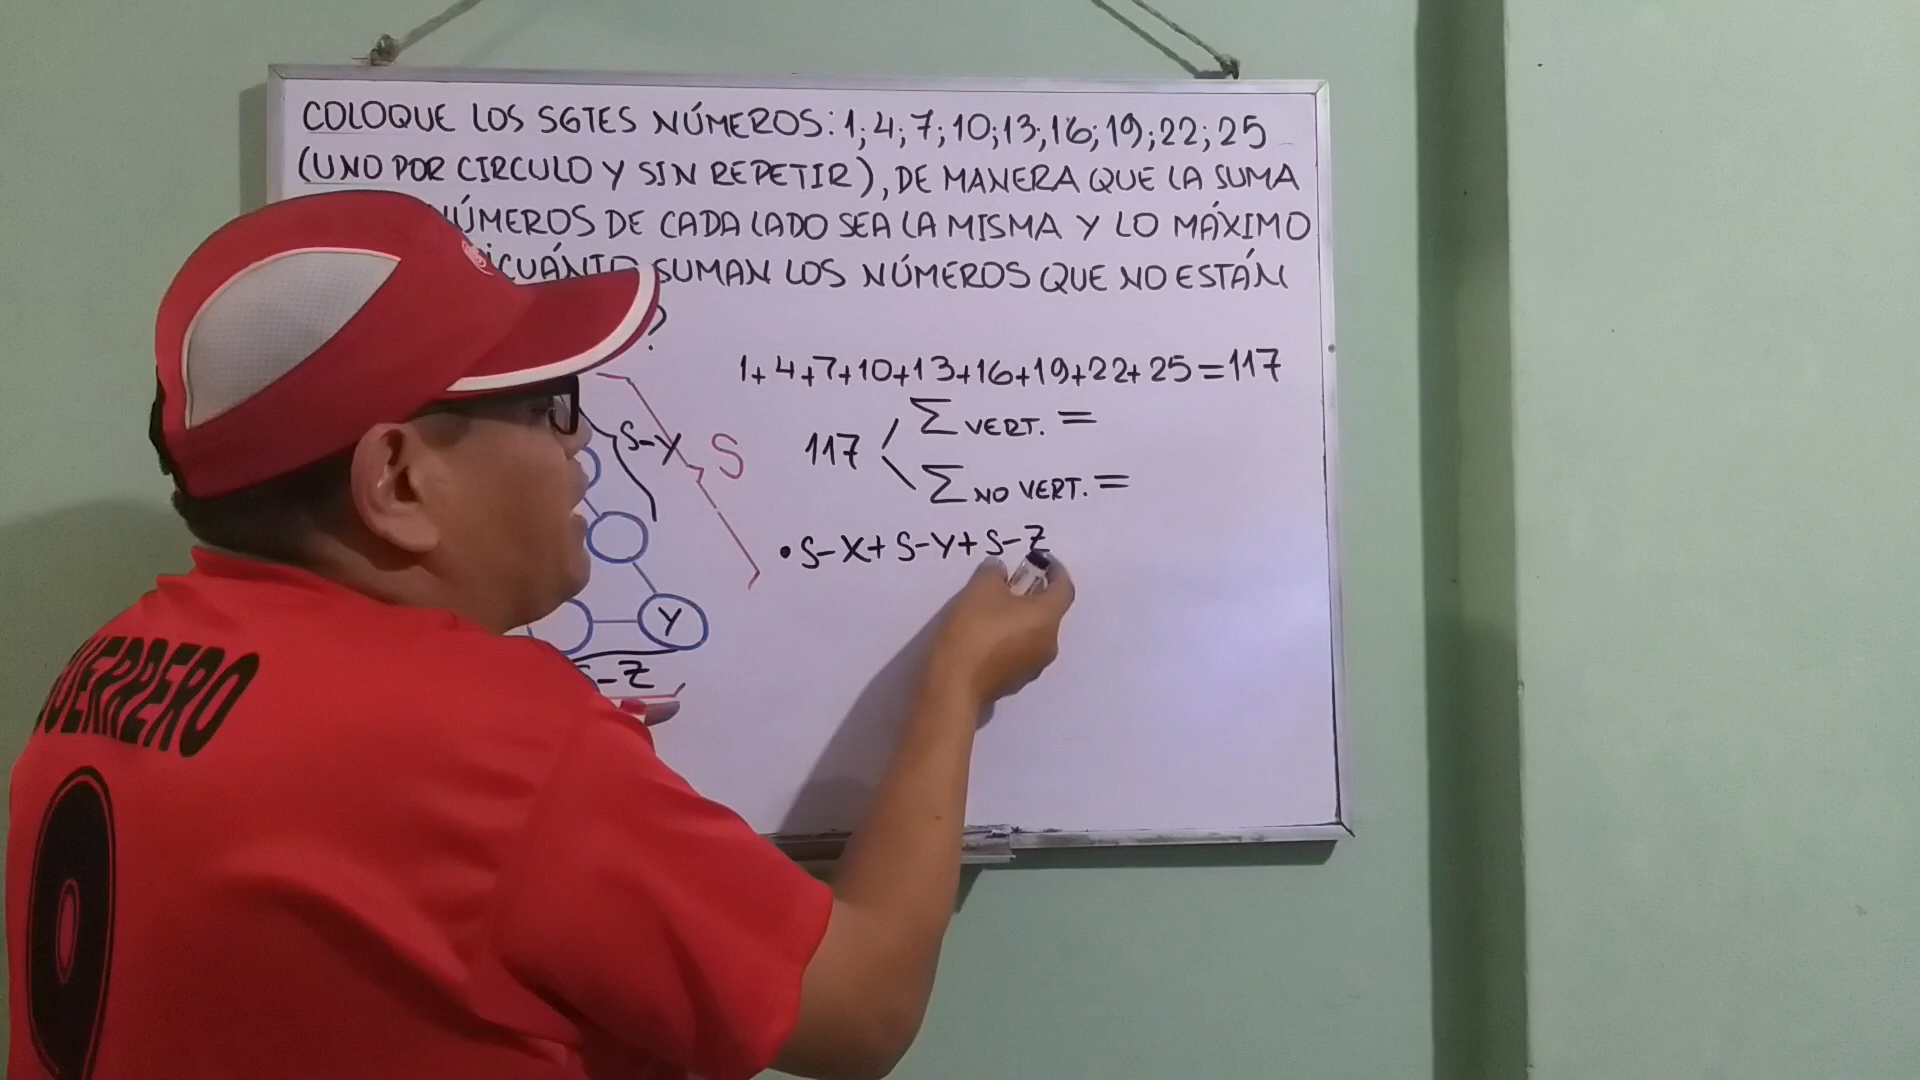 COLOQUE LOS SGTES NÚMEROS: 1; 4; 7; 10; 13; 16; 19; 22; 25
(UNO POR CIRCULO Y SIN REPETIR), DE MANERA QUE LA SUMA
NÚMEROS DE CADA LADO SEA LA MISMA Y LO MÁXIMO
¿CUÁNTO SUMAN LOS NÚMEROS QUE NO ESTÁN
?
1+4+7+10+13+16+19+22+25=117
S-Y S
117
Σ VERT. =
Σ NO VERT. =
• S-X+S-Y+S-Z
Y
-Z
GUERRERO
9